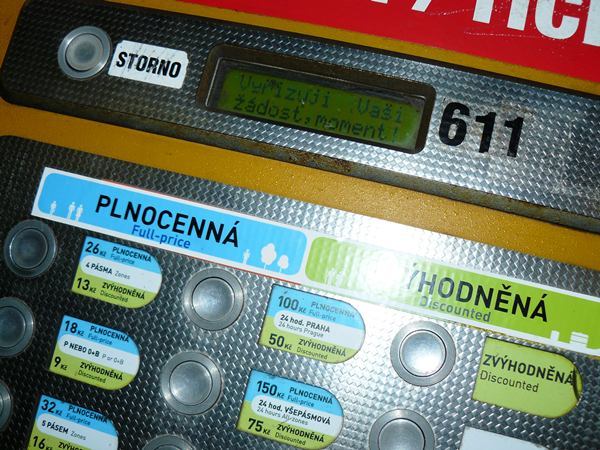 STORNO
Vyřizuji Vaši
žádost,moment!
611
PLNOCENNÁ
Full-price
ÝHODNĚNÁ
Discounted
26 Kč PLNOCENNÁ
Full-price
4 PÁSMA Zones
13 Kč ZVÝHODNĚNÁ
Discounted
100 Kč PLNOCENNÁ
Full-price
24 hod. PRAHA
24 hours Prague
50 Kč ZVÝHODNĚNÁ
Discounted
ZVÝHODNĚNÁ
Discounted
18 Kč PLNOCENNÁ
Full-price
P NEBO 0+B P or 0+B
9 Kč ZVÝHODNĚNÁ
Discounted
150 Kč PLNOCENNÁ
Full-price
24 hod. VŠEPÁSMOVÁ
24 hours All-zones
75 Kč ZVÝHODNĚNÁ
Discounted
32 Kč PLNOCENNÁ
Full-price
5 PÁSEM Zones
16 Kč ZVÝHODNĚNÁ